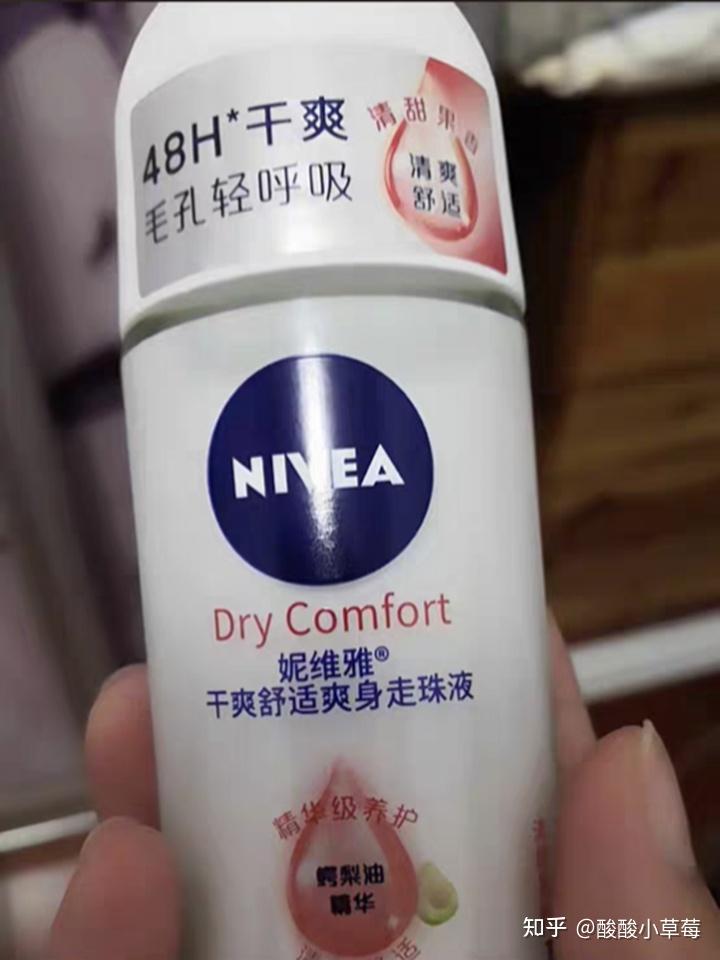 48H*干爽
毛孔轻呼吸
清甜果香
清爽
舒适
NIVEA
Dry Comfort
妮维雅®
干爽舒适爽身走珠液
精华级养护
鳄梨油
精华
知乎 @酸酸小草莓